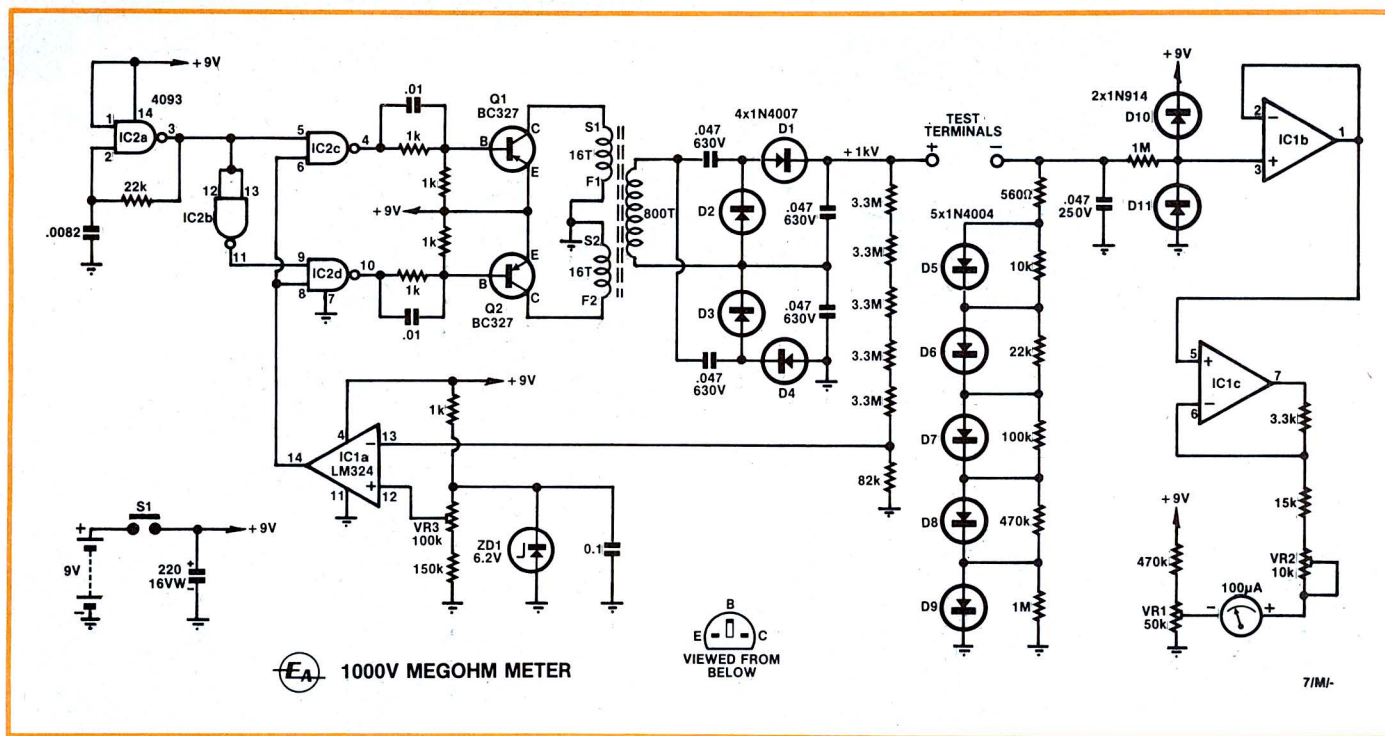 +9V
4093
14
1
2
3
IC2a
22k
.0082
12
13
IC2b
11
5
6
4
IC2c
9
8
10
IC2d
7
.01
1k
1k
+9V
1k
1k
.01
Q1
BC327
B
C
E
E
B
C
Q2
BC327
S1
16T
F1
S2
16T
F2
800T
.047
630V
4x1N4007
D1
D2
D3
D4
.047
630V
.047
630V
.047
630V
+1kV
3.3M
3.3M
3.3M
3.3M
3.3M
82k
TEST
TERMINALS
+
–
560Ω
5x1N4004
D5
D6
D7
D8
D9
10k
22k
100k
470k
1M
.047
250V
1M
+9V
2x1N914
D10
D11
2
–
IC1b
1
+
3
5
+
IC1c
7
–
6
3.3k
15k
VR2
10k
+9V
470k
VR1
50k
–
100µA
+
+9V
1k
4
–
13
14
IC1a
LM324
+
12
11
VR3
100k
150k
ZD1
6.2V
0.1
S1
+9V
+
9V
–
220
16VW
+
–
B
E
C
VIEWED FROM
BELOW
EA
1000V MEGOHM METER
7/M/-